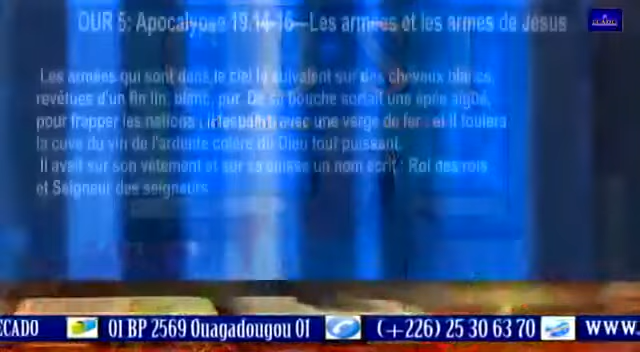 OUR 5: Apocalypse 19.14-16—Les armées et les armes de Jésus
Les armées qui sont dans le ciel le suivaient sur des chevaux blancs,
revêtues d'un fin lin, blanc, pur. De sa bouche sortait une épée aiguë,
pour frapper les nations ; il les paîtra avec une verge de fer ; et il foulera
la cuve du vin de l'ardente colère du Dieu tout puissant.
Il avait sur son vêtement et sur sa cuisse un nom écrit : Roi des rois
et Seigneur des seigneurs
ECADO 01 BP 2569 Ouagadougou 01 (+226) 25 30 63 70 www.